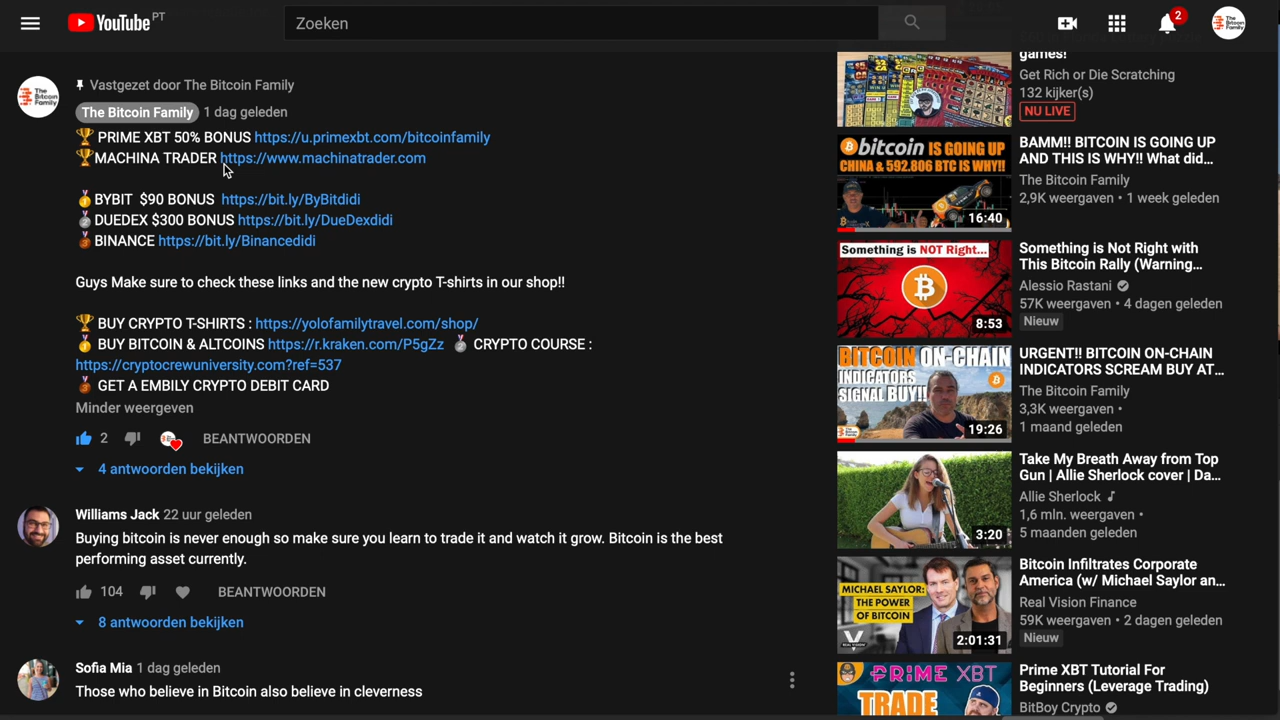 YouTube PT
Zoeken
2
The Bitcoin Family
Vastgezet door The Bitcoin Family
The Bitcoin Family 1 dag geleden
🏆 PRIME XBT 50% BONUS https://u.primexbt.com/bitcoinfamily
🏆MACHINA TRADER https://www.machinatrader.com
🥇BYBIT $90 BONUS https://bit.ly/ByBitdidi
🥈DUEDEX $300 BONUS https://bit.ly/DueDexdidi
🥉BINANCE https://bit.ly/Binancedidi
Guys Make sure to check these links and the new crypto T-shirts in our shop!!
🏆 BUY CRYPTO T-SHIRTS : https://yolofamilytravel.com/shop/
🥇 BUY BITCOIN & ALTCOINS https://r.kraken.com/P5gZz 🥈 CRYPTO COURSE :
https://cryptocrewuniversity.com?ref=537
🥉 GET A EMBILY CRYPTO DEBIT CARD
Minder weergeven
2 BEANTWOORDEN
4 antwoorden bekijken
Williams Jack 22 uur geleden
Buying bitcoin is never enough so make sure you learn to trade it and watch it grow. Bitcoin is the best
performing asset currently.
104 BEANTWOORDEN
8 antwoorden bekijken
Sofia Mia 1 dag geleden
Those who believe in Bitcoin also believe in cleverness
games!
Get Rich or Die Scratching
132 kijker(s)
NU LIVE
bitcoin IS GOING UP
CHINA & 592.806 BTC IS WHY!!
16:40
BAMM!! BITCOIN IS GOING UP
AND THIS IS WHY!! What did…
The Bitcoin Family
2,9K weergaven • 1 week geleden
Something is NOT Right...
8:53
Something is Not Right with
This Bitcoin Rally (Warning…
Alessio Rastani
57K weergaven • 4 dagen geleden
Nieuw
BITCOIN ON-CHAIN
INDICATORS
SIGNAL BUY!!
19:26
URGENT!! BITCOIN ON-CHAIN
INDICATORS SCREAM BUY AT…
The Bitcoin Family
3,3K weergaven •
1 maand geleden
3:20
Take My Breath Away from Top
Gun | Allie Sherlock cover | Da…
Allie Sherlock
1,6 mln. weergaven •
5 maanden geleden
MICHAEL SAYLOR:
THE POWER
OF BITCOIN
2:01:31
Bitcoin Infiltrates Corporate
America (w/ Michael Saylor an…
Real Vision Finance
59K weergaven • 2 dagen geleden
Nieuw
PRIME XBT
TRADE
Prime XBT Tutorial For
Beginners (Leverage Trading)
BitBoy Crypto